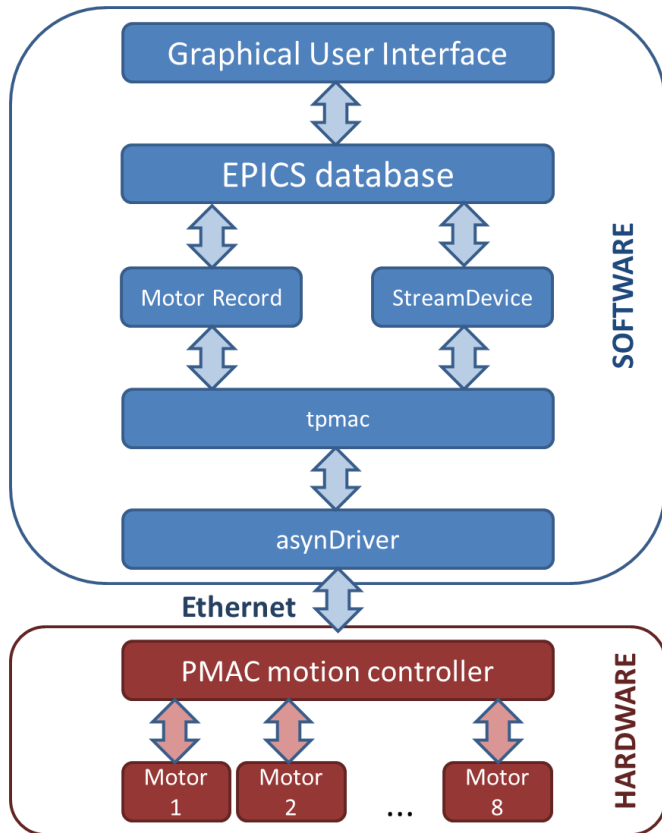 Graphical User Interface
EPICS database
Motor Record
StreamDevice
SOFTWARE
tpmac
asynDriver
Ethernet
PMAC motion controller
HARDWARE
Motor
1
Motor
2
...
Motor
8